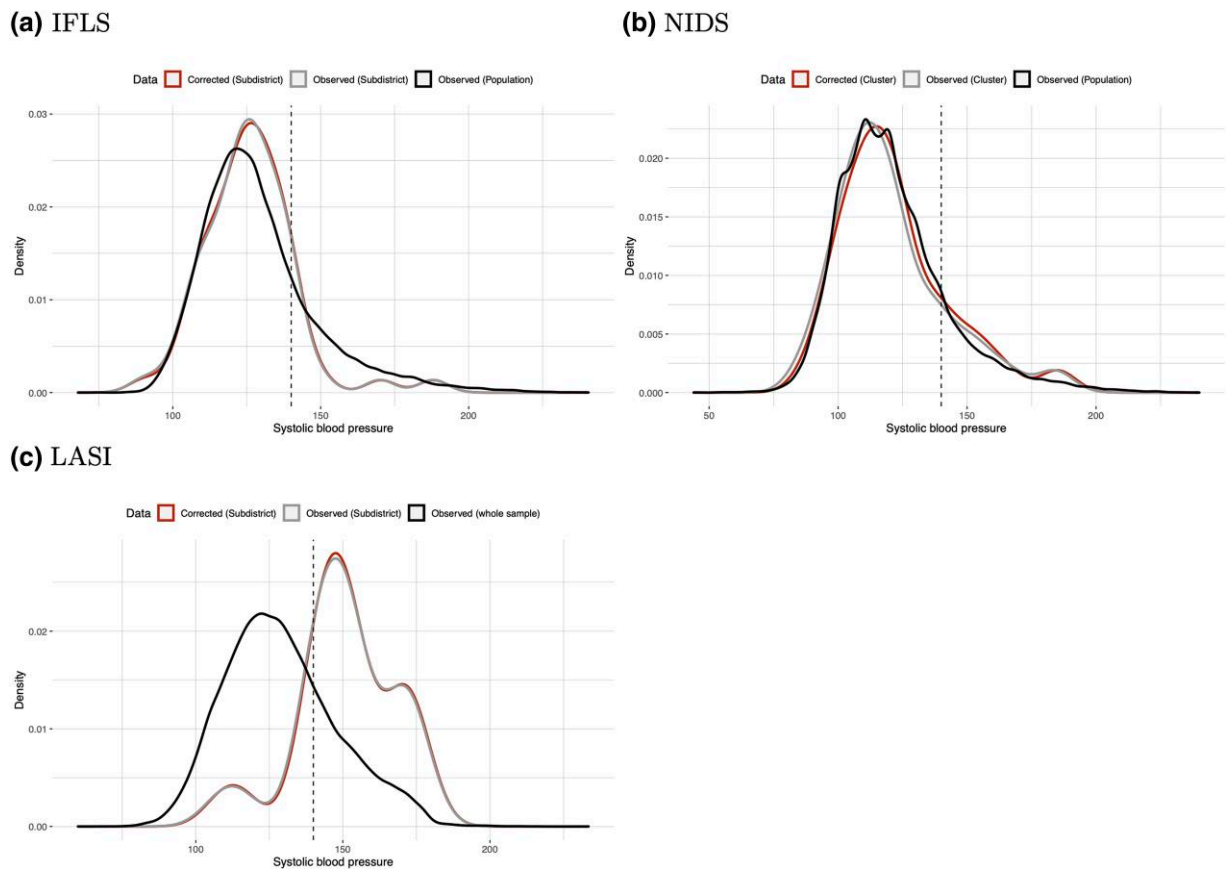 (a) IFLS
Data Corrected (Subdistrict) Observed (Subdistrict) Observed (Population)
0.03
0.02
0.01
0.00
Density
100 150 200
Systolic blood pressure
(b) NIDS
Data Corrected (Cluster) Observed (Cluster) Observed (Population)
0.020
0.015
0.010
0.005
0.000
Density
50 100 150 200
Systolic blood pressure
(c) LASI
Data Corrected (Subdistrict) Observed (Subdistrict) Observed (whole sample)
0.02
0.01
0.00
Density
100 150 200
Systolic blood pressure